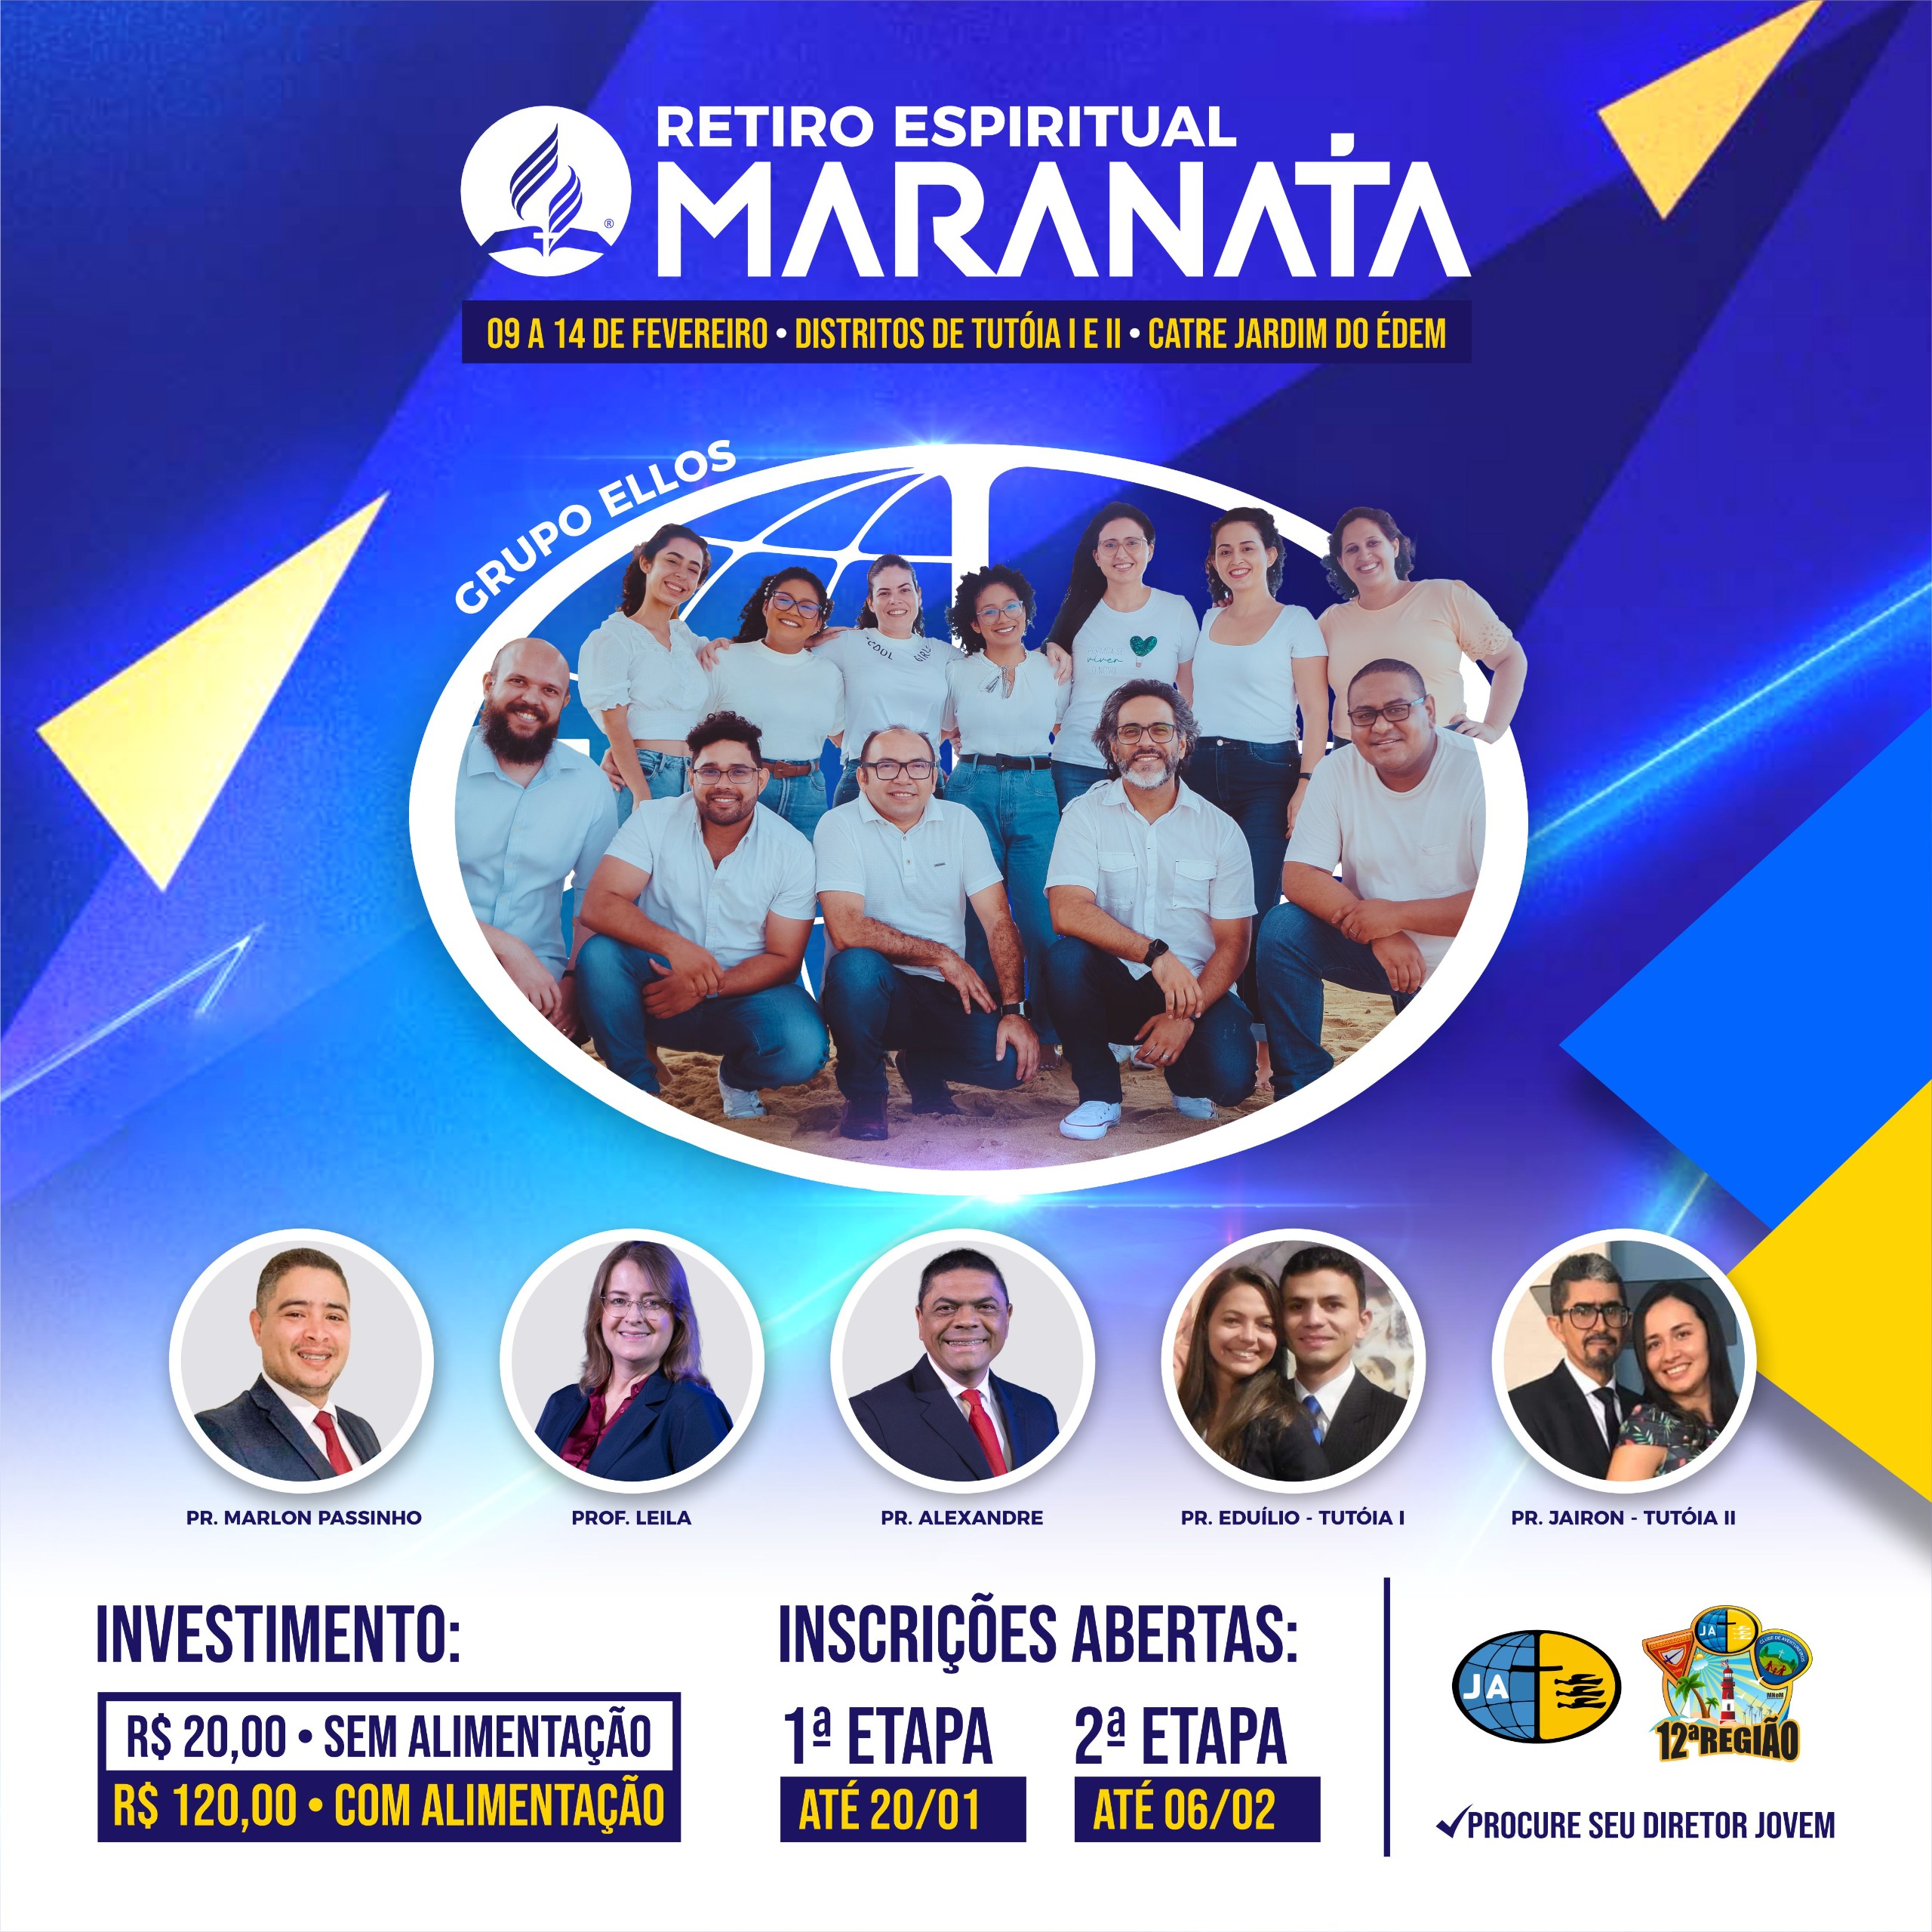 RETIRO ESPIRITUAL
MARANATA
®
09 A 14 DE FEVEREIRO • DISTRITOS DE TUTÓIA I E II • CATRE JARDIM DO ÉDEM
GRUPO ELLOS
PR. MARLON PASSINHO
PROF. LEILA
PR. ALEXANDRE
PR. EDUÍLIO - TUTÓIA I
PR. JAIRON - TUTÓIA II
INVESTIMENTO:
R$ 20,00 • SEM ALIMENTAÇÃO
R$ 120,00 • COM ALIMENTAÇÃO
INSCRIÇÕES ABERTAS:
1ª ETAPA
ATÉ 20/01
2ª ETAPA
ATÉ 06/02
JA
JA
12ªREGIÃO
PROCURE SEU DIRETOR JOVEM